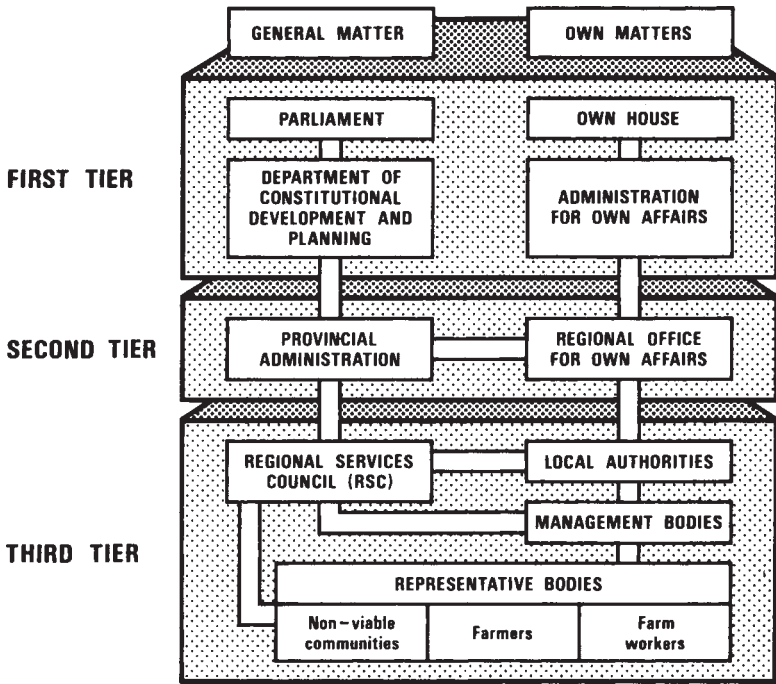 GENERAL MATTER
OWN MATTERS
FIRST TIER
PARLIAMENT
OWN HOUSE
DEPARTMENT OF
CONSTITUTIONAL
DEVELOPMENT AND
PLANNING
ADMINISTRATION
FOR OWN AFFAIRS
SECOND TIER
PROVINCIAL
ADMINISTRATION
REGIONAL OFFICE
FOR OWN AFFAIRS
THIRD TIER
REGIONAL SERVICES
COUNCIL (RSC)
LOCAL AUTHORITIES
MANAGEMENT BODIES
REPRESENTATIVE BODIES
Non-viable
communities
Farmers
Farm
workers